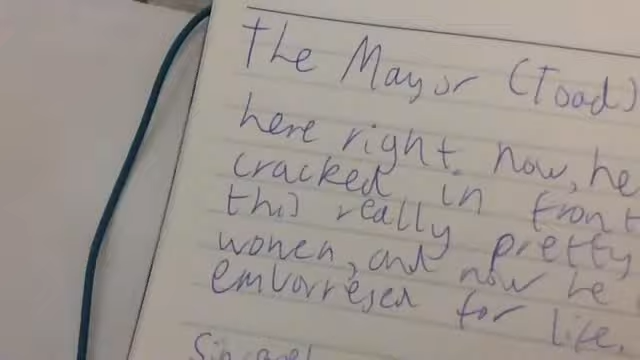 the Mayor (Toad)
here right now, he
cracked in front
this really pretty
women, and now he
emborresed for life.